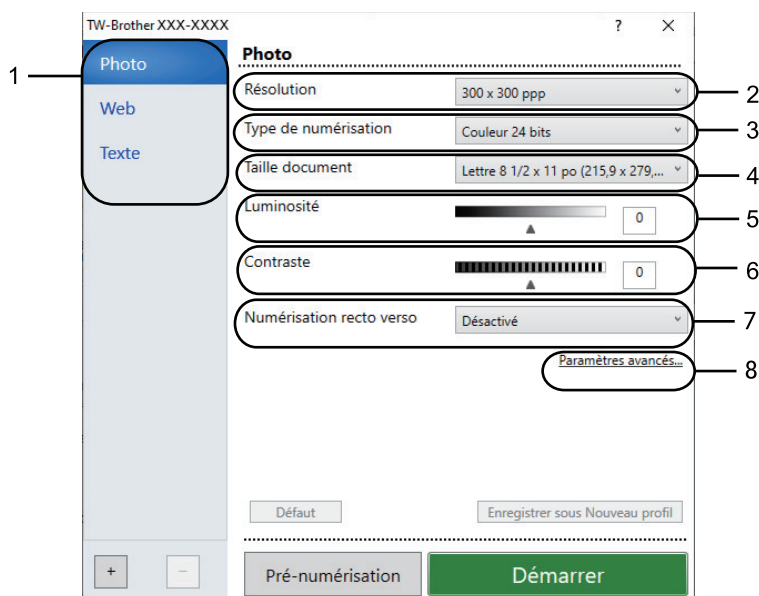 TW-Brother XXX-XXXX ? ×
1
Photo
Web
Texte
Photo
Résolution 300 x 300 ppp 2
Type de numérisation Couleur 24 bits 3
Taille document Lettre 8 1/2 x 11 po (215,9 x 279,... 4
Luminosité 0 5
Contraste 0 6
Numérisation recto verso Désactivé 7
Paramètres avancés... 8
Défaut Enregistrer sous Nouveau profil
+ − Pré-numérisation Démarrer